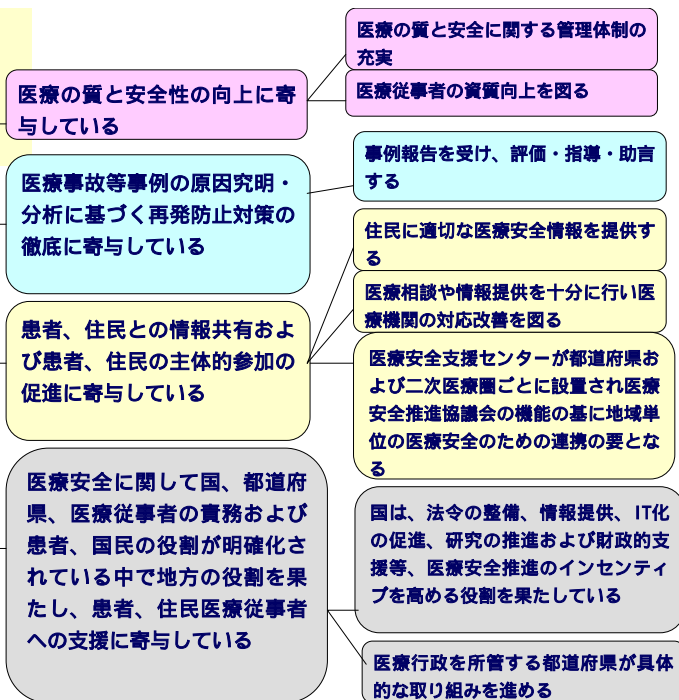 医療の質と安全性の向上に寄
与している
医療の質と安全に関する管理体制の
充実
医療従事者の資質向上を図る
医療事故等事例の原因究明・
分析に基づく再発防止対策の
徹底に寄与している
事例報告を受け、評価・指導・助言
する
患者、住民との情報共有およ
び患者、住民の主体的参加の
促進に寄与している
住民に適切な医療安全情報を提供す
る
医療相談や情報提供を十分に行い医
療機関の対応改善を図る
医療安全支援センターが都道府県お
よび二次医療圏ごとに設置され医療
安全推進協議会の機能の基に地域単
位の医療安全のための連携の要とな
る
医療安全に関して国、都道府
県、医療従事者の責務および
患者、国民の役割が明確化さ
れている中で地方の役割を果
たし、患者、住民医療従事者
への支援に寄与している
国は、法令の整備、情報提供、IT化
の促進、研究の推進および財政的支
援等、医療安全推進のインセンティ
ブを高める役割を果たしている
医療行政を所管する都道府県が具体
的な取り組みを進める